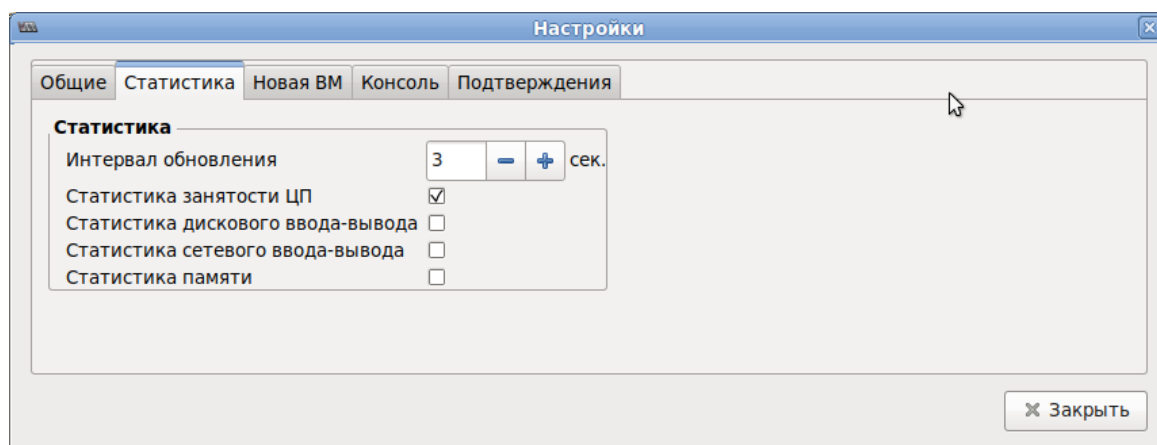 Настройки
Общие Статистика Новая ВМ Консоль Подтверждения
Статистика
Интервал обновления 3 сек.
Статистика занятости ЦП
Статистика дискового ввода-вывода
Статистика сетевого ввода-вывода
Статистика памяти
Закрыть